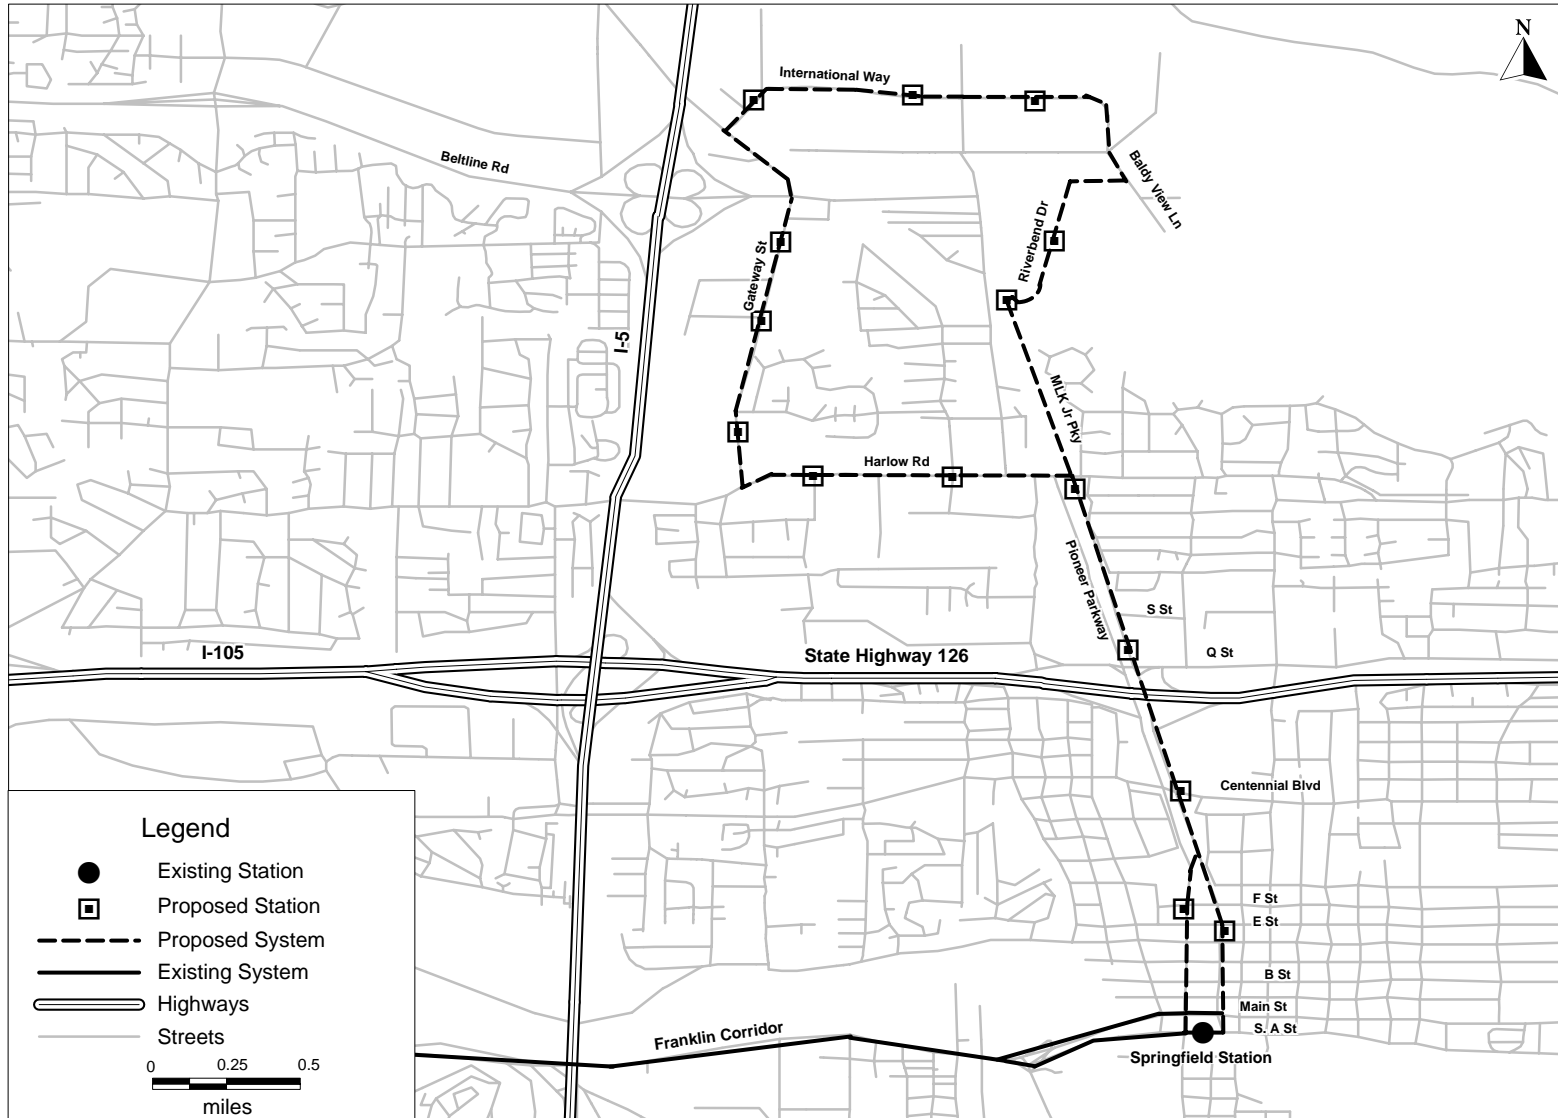 N
International Way
Beltline Rd
Baldy View Ln
Riverbend Dr
Gateway St
I-5
MLK Jr Pky
Harlow Rd
Pioneer Parkway
S St
I-105
State Highway 126
Q St
Centennial Blvd
Legend
Existing Station
Proposed Station
Proposed System
Existing System
Highways
Streets
0 0.25 0.5
miles
F St
E St
B St
Main St
S. A St
Franklin Corridor
Springfield Station